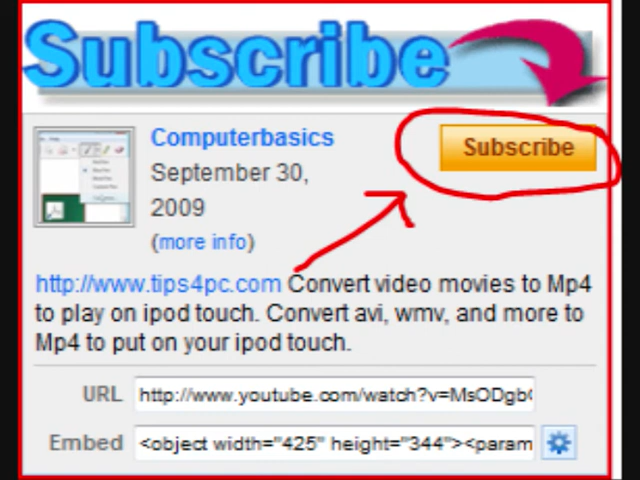 Subscribe
Computerbasics
Subscribe
September 30,
2009
(more info)
http://www.tips4pc.com Convert video movies to Mp4
to play on ipod touch. Convert avi, wmv, and more to
Mp4 to put on your ipod touch.
URL http://www.youtube.com/watch?v=MsODgb
Embed <object width="425" height="344"><param